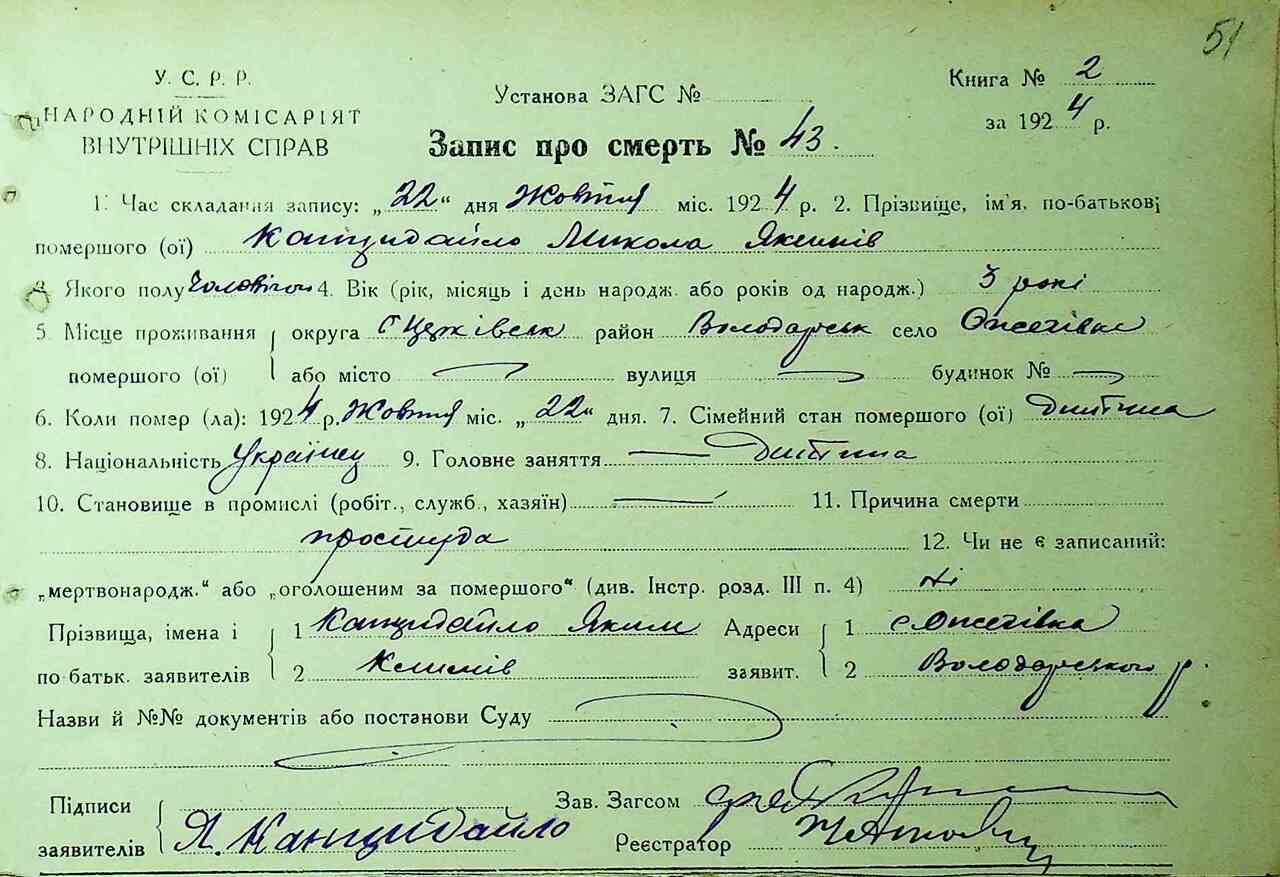 51
У. С. Р. Р.
НАРОДНІЙ КОМІСАРІЯТ
ВНУТРІШНІХ СПРАВ
Установа ЗАГС №
Книга № 2
за 1924 р.
Запис про смерть № 43.
1. Час складання запису: „22“ дня Жовтня міс. 1924 р. 2. Прізвище, ім'я, по-батькові
помершого (ої) Канцидайло Микола Якимів
3. Якого полу Чоловічої 4. Вік (рік, місяць і день народж. або років од народж.) 3 роки
5. Місце проживання округа Б Церківськ район Володарськ село Ожегівка
помершого (ої) або місто вулиця будинок №
6. Коли помер (ла): 1924 р. Жовтня міс. „22“ дня. 7. Сімейний стан помершого (ої) дитина
8. Національність Українец 9. Головне заняття дитина
10. Становище в промислі (робіт., служб., хазяїн) 11. Причина смерти
простуда 12. Чи не є записаний:
„мертвонародж.“ або „оголошеним за помершого“ (див. Інстр. розд. III п. 4) ні
Прізвища, імена і 1 Канцидайло Яким Адреси 1 с. Ожегівка
по-батьк. заявителів 2 Климів заявит. 2 Володарського р.
Назви й №№ документів або постанови Суду
Підписи Зав. Загсом
заявителів Я. Канцидайло Реєстратор